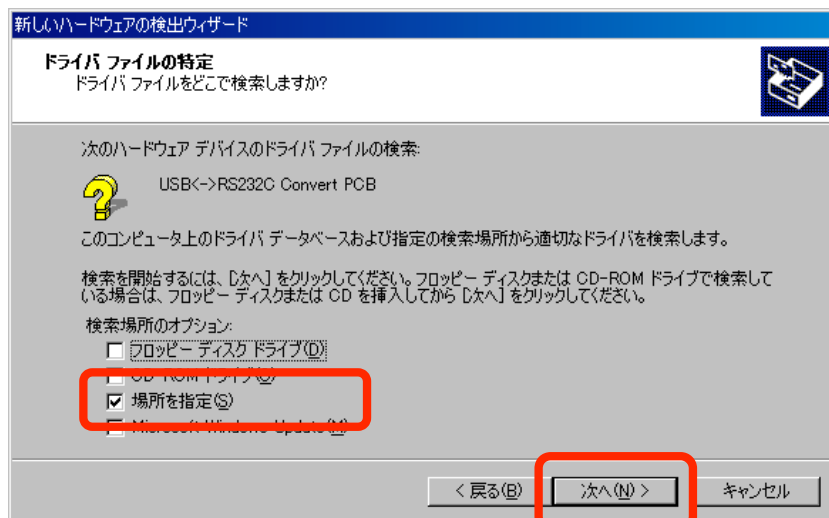 新しいハードウェアの検出ウィザード
ドライバ ファイルの特定
ドライバ ファイルをどこで検索しますか?
次のハードウェア デバイスのドライバ ファイルの検索:
USB<->RS232C Convert PCB
このコンピュータ上のドライバ データベースおよび指定の検索場所から適切なドライバを検索します。
検索を開始するには、[次へ] をクリックしてください。フロッピー ディスクまたは CD-ROM ドライブで検索して
いる場合は、フロッピー ディスクまたは CD を挿入してから [次へ] をクリックしてください。
検索場所のオプション:
フロッピー ディスク ドライブ(D)
CD-ROM ドライブ(C)
場所を指定(S)
Microsoft Windows Update(M)
< 戻る(B) 次へ(N) > キャンセル